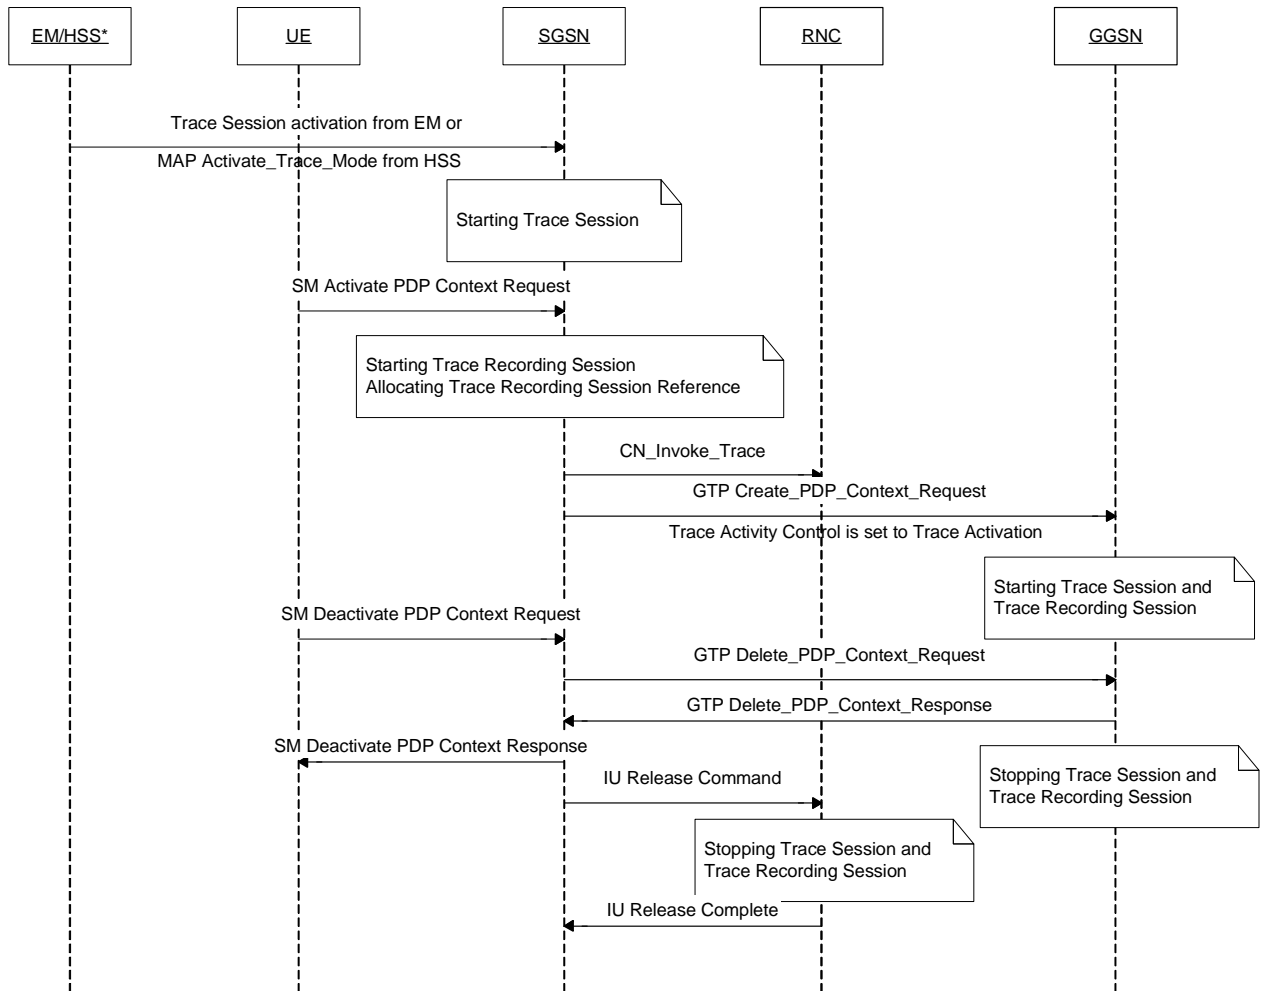 EM/HSS*
UE
SGSN
RNC
GGSN
Trace Session activation from EM or
MAP Activate_Trace_Mode from HSS
Starting Trace Session
SM Activate PDP Context Request
Starting Trace Recording Session
Allocating Trace Recording Session Reference
CN_Invoke_Trace
GTP Create_PDP_Context_Request
Trace Activity Control is set to Trace Activation
Starting Trace Session and
Trace Recording Session
SM Deactivate PDP Context Request
GTP Delete_PDP_Context_Request
GTP Delete_PDP_Context_Response
SM Deactivate PDP Context Response
Stopping Trace Session and
Trace Recording Session
IU Release Command
Stopping Trace Session and
Trace Recording Session
IU Release Complete